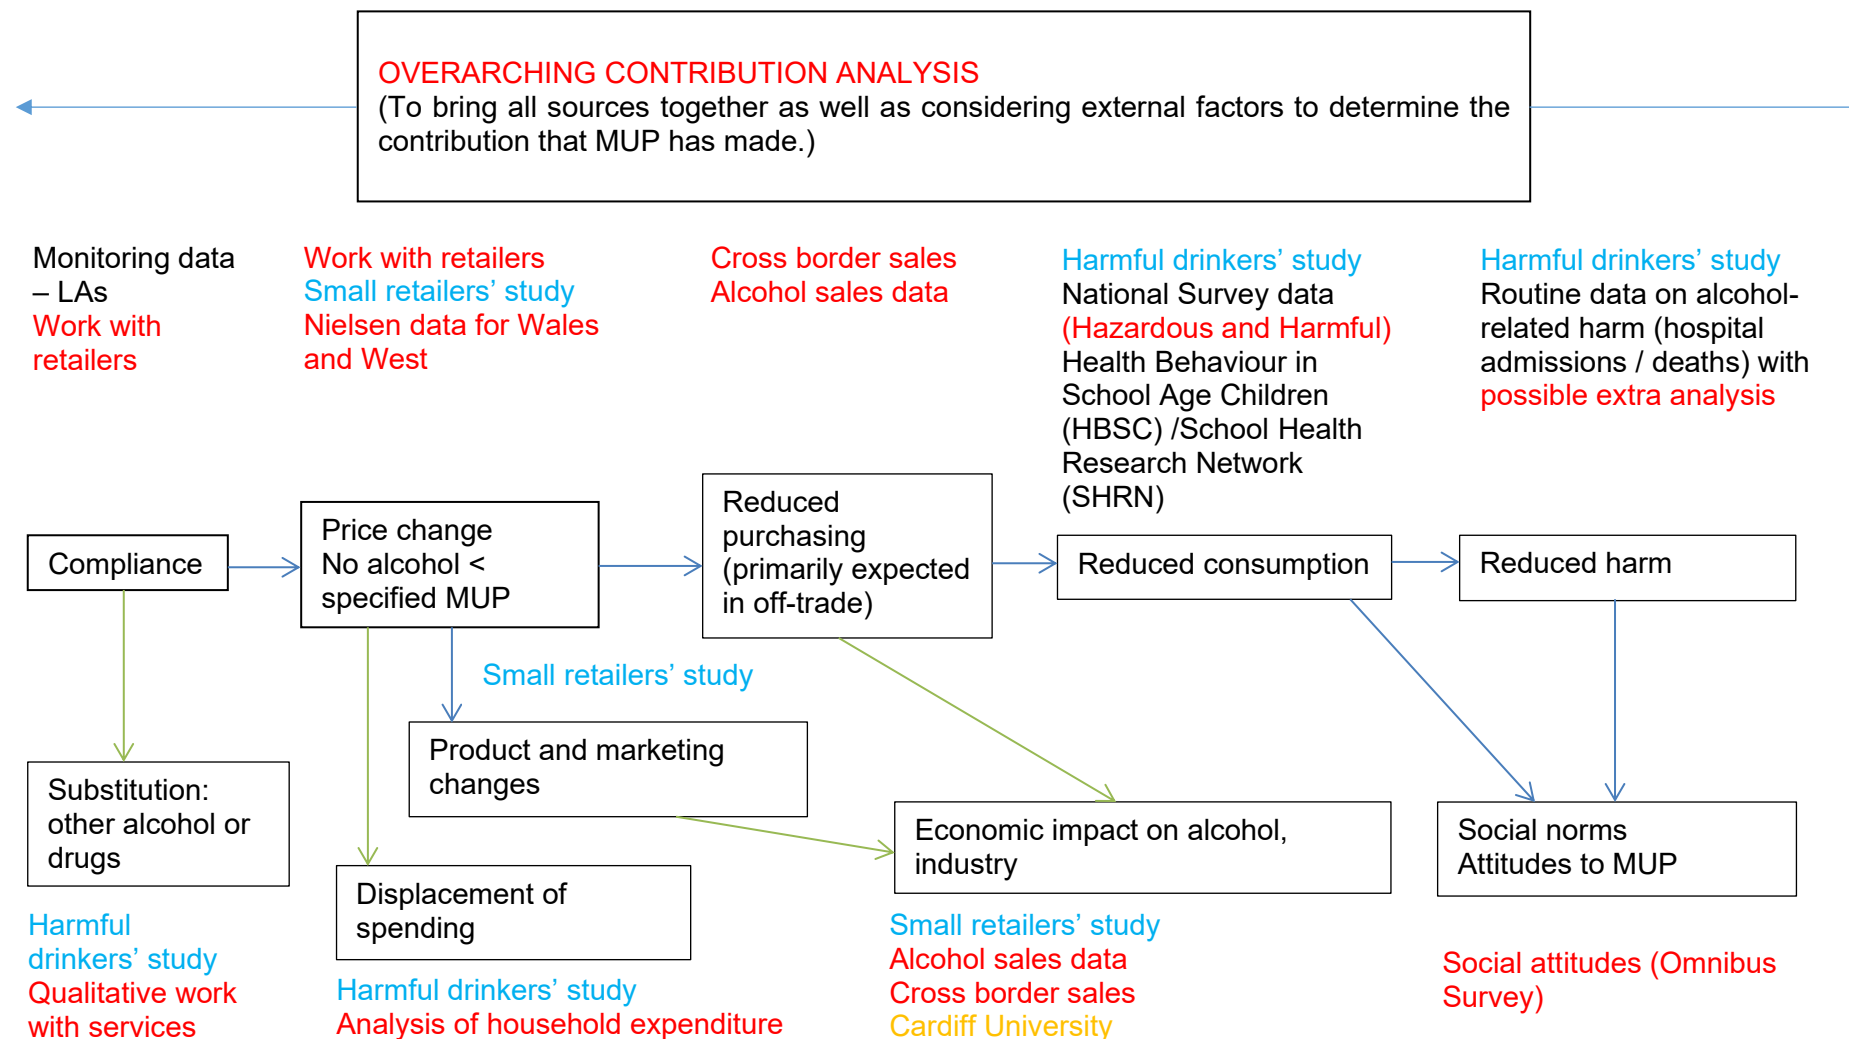 OVERARCHING CONTRIBUTION ANALYSIS
(To bring all sources together as well as considering external factors to determine the
contribution that MUP has made.)
Monitoring data
– LAs
Work with
retailers
Work with retailers
Small retailers’ study
Nielsen data for Wales
and West
Cross border sales
Alcohol sales data
Harmful drinkers’ study
National Survey data
(Hazardous and Harmful)
Health Behaviour in
School Age Children
(HBSC) /School Health
Research Network
(SHRN)
Harmful drinkers’ study
Routine data on alcohol-
related harm (hospital
admissions / deaths) with
possible extra analysis
Compliance
Price change
No alcohol <
specified MUP
Reduced
purchasing
(primarily expected
in off-trade)
Reduced consumption
Reduced harm
Small retailers’ study
Product and marketing
changes
Substitution:
other alcohol or
drugs
Displacement of
spending
Economic impact on alcohol,
industry
Social norms
Attitudes to MUP
Harmful
drinkers’ study
Qualitative work
with services
Harmful drinkers’ study
Analysis of household expenditure
Small retailers’ study
Alcohol sales data
Cross border sales
Cardiff University
Social attitudes (Omnibus
Survey)